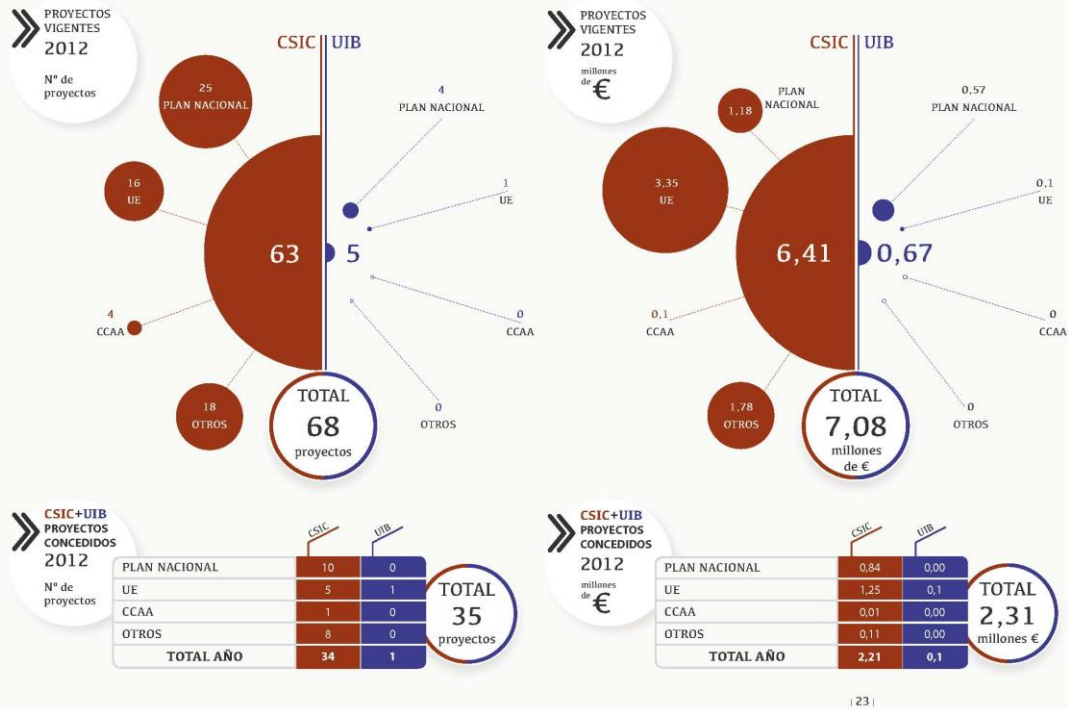 PROYECTOS
VIGENTES
2012
Nº de
proyectos
CSIC UIB
25
PLAN NACIONAL
16
UE
4
CCAA
18
OTROS
63
5
4
PLAN NACIONAL
1
UE
0
CCAA
0
OTROS
TOTAL
68
proyectos
PROYECTOS
VIGENTES
2012
millones
de €
CSIC UIB
PLAN
NACIONAL
1,18
3,35
UE
0,1
CCAA
1,78
OTROS
6,41
0,67
0,57
PLAN NACIONAL
0,1
UE
0
CCAA
0
OTROS
TOTAL
7,08
millones
de €
CSIC+UIB
PROYECTOS
CONCEDIDOS
2012
Nº de
proyectos
CSIC UIB
PLAN NACIONAL 10 0
UE 5 1
CCAA 1 0
OTROS 8 0
TOTAL AÑO 34 1
TOTAL
35
proyectos
CSIC+UIB
PROYECTOS
CONCEDIDOS
2012
millones
de €
CSIC UIB
PLAN NACIONAL 0,84 0,00
UE 1,25 0,1
CCAA 0,01 0,00
OTROS 0,11 0,00
TOTAL AÑO 2,21 0,1
TOTAL
2,31
millones €
| 23 |